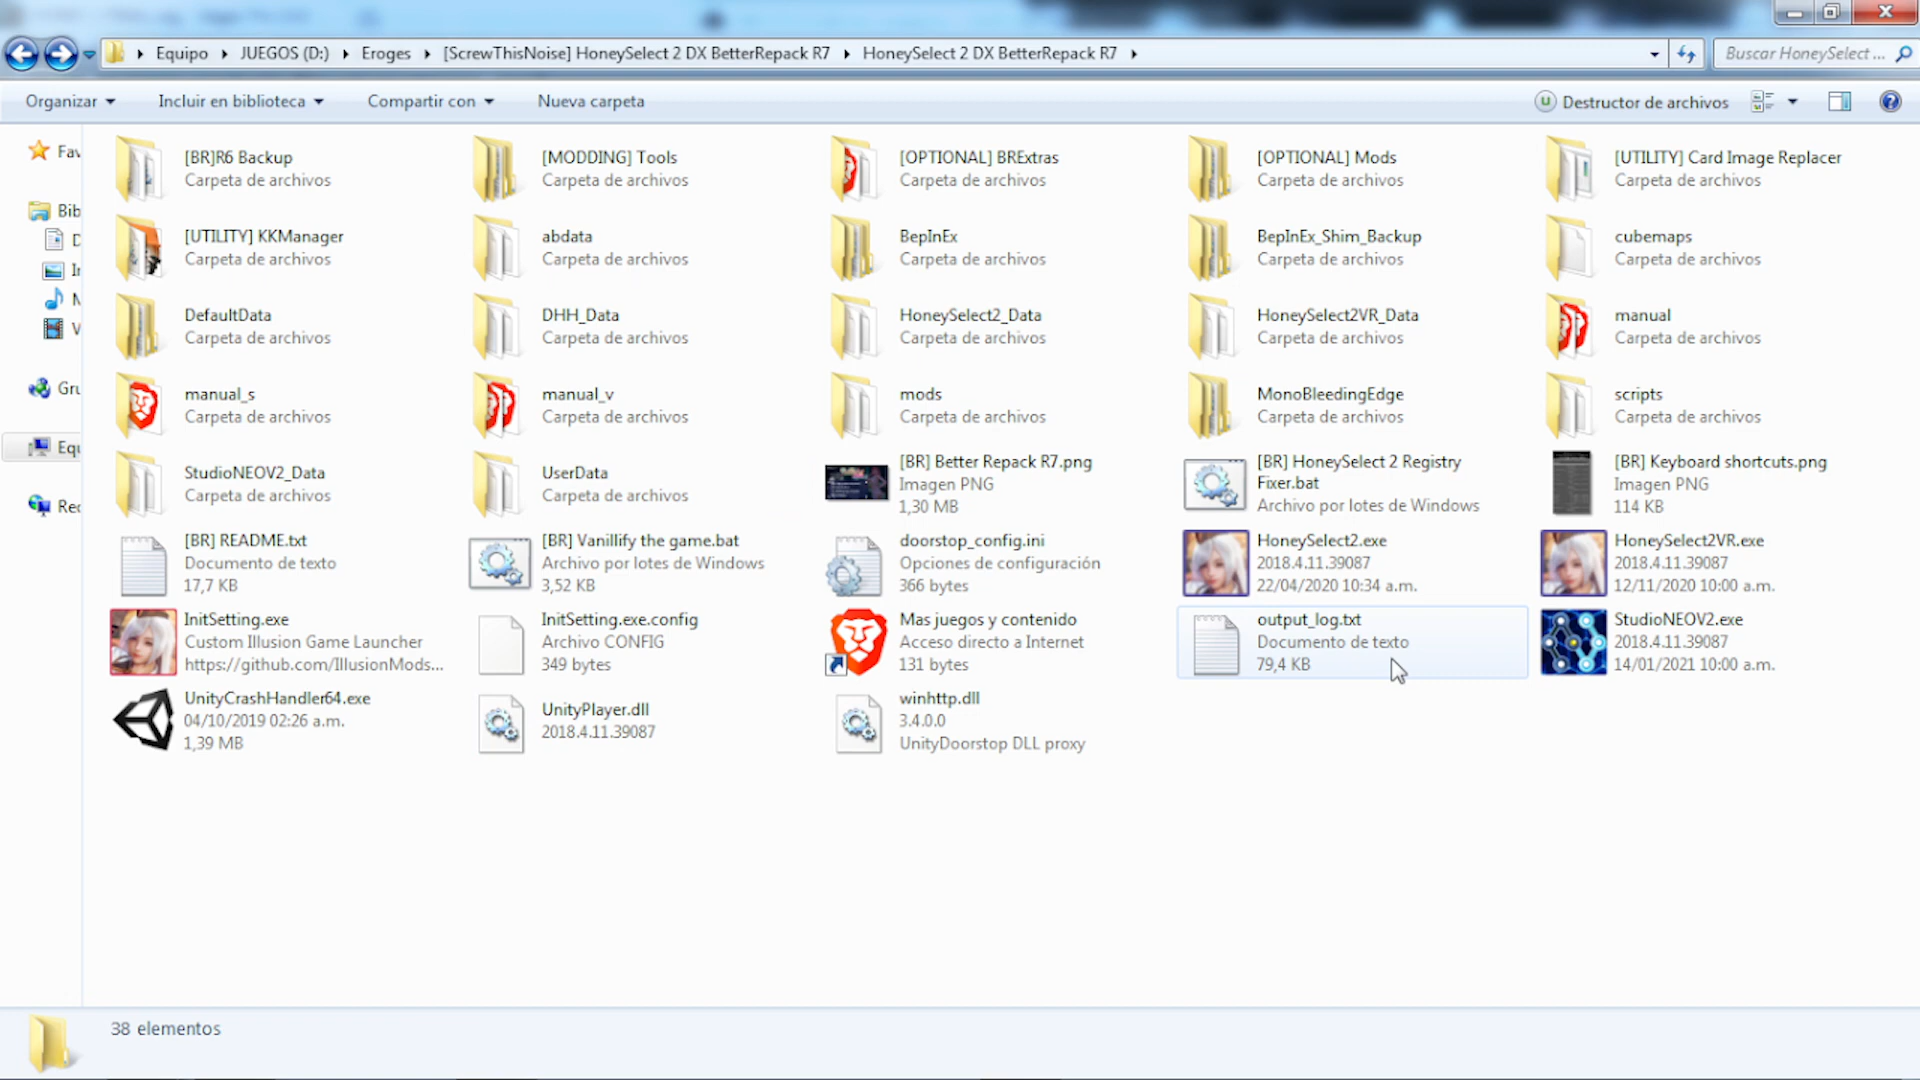 Equipo
JUEGOS (D:)
Eroges
[ScrewThisNoise] HoneySelect 2 DX BetterRepack R7
HoneySelect 2 DX BetterRepack R7
Buscar HoneySelect ...
Organizar
Incluir en biblioteca
Compartir con
Nueva carpeta
Destructor de archivos
Fav
Bib
D
Gru
Equ
Rec
[BR]R6 Backup
Carpeta de archivos
[MODDING] Tools
Carpeta de archivos
[OPTIONAL] BRExtras
Carpeta de archivos
[OPTIONAL] Mods
Carpeta de archivos
[UTILITY] Card Image Replacer
Carpeta de archivos
[UTILITY] KKManager
Carpeta de archivos
abdata
Carpeta de archivos
BepInEx
Carpeta de archivos
BepInEx_Shim_Backup
Carpeta de archivos
cubemaps
Carpeta de archivos
DefaultData
Carpeta de archivos
DHH_Data
Carpeta de archivos
HoneySelect2_Data
Carpeta de archivos
HoneySelect2VR_Data
Carpeta de archivos
manual
Carpeta de archivos
manual_s
Carpeta de archivos
manual_v
Carpeta de archivos
mods
Carpeta de archivos
MonoBleedingEdge
Carpeta de archivos
scripts
Carpeta de archivos
StudioNEOV2_Data
Carpeta de archivos
UserData
Carpeta de archivos
[BR] Better Repack R7.png
Imagen PNG
1,30 MB
[BR] HoneySelect 2 Registry
Fixer.bat
Archivo por lotes de Windows
[BR] Keyboard shortcuts.png
Imagen PNG
114 KB
[BR] README.txt
Documento de texto
17,7 KB
[BR] Vanillify the game.bat
Archivo por lotes de Windows
3,52 KB
doorstop_config.ini
Opciones de configuración
366 bytes
HoneySelect2.exe
2018.4.11.39087
22/04/2020 10:34 a.m.
HoneySelect2VR.exe
2018.4.11.39087
12/11/2020 10:00 a.m.
InitSetting.exe
Custom Illusion Game Launcher
https://github.com/IllusionMods...
InitSetting.exe.config
Archivo CONFIG
349 bytes
Mas juegos y contenido
Acceso directo a Internet
131 bytes
output_log.txt
Documento de texto
79,4 KB
StudioNEOV2.exe
2018.4.11.39087
14/01/2021 10:00 a.m.
UnityCrashHandler64.exe
04/10/2019 02:26 a.m.
1,39 MB
UnityPlayer.dll
2018.4.11.39087
winhttp.dll
3.4.0.0
UnityDoorstop DLL proxy
38 elementos